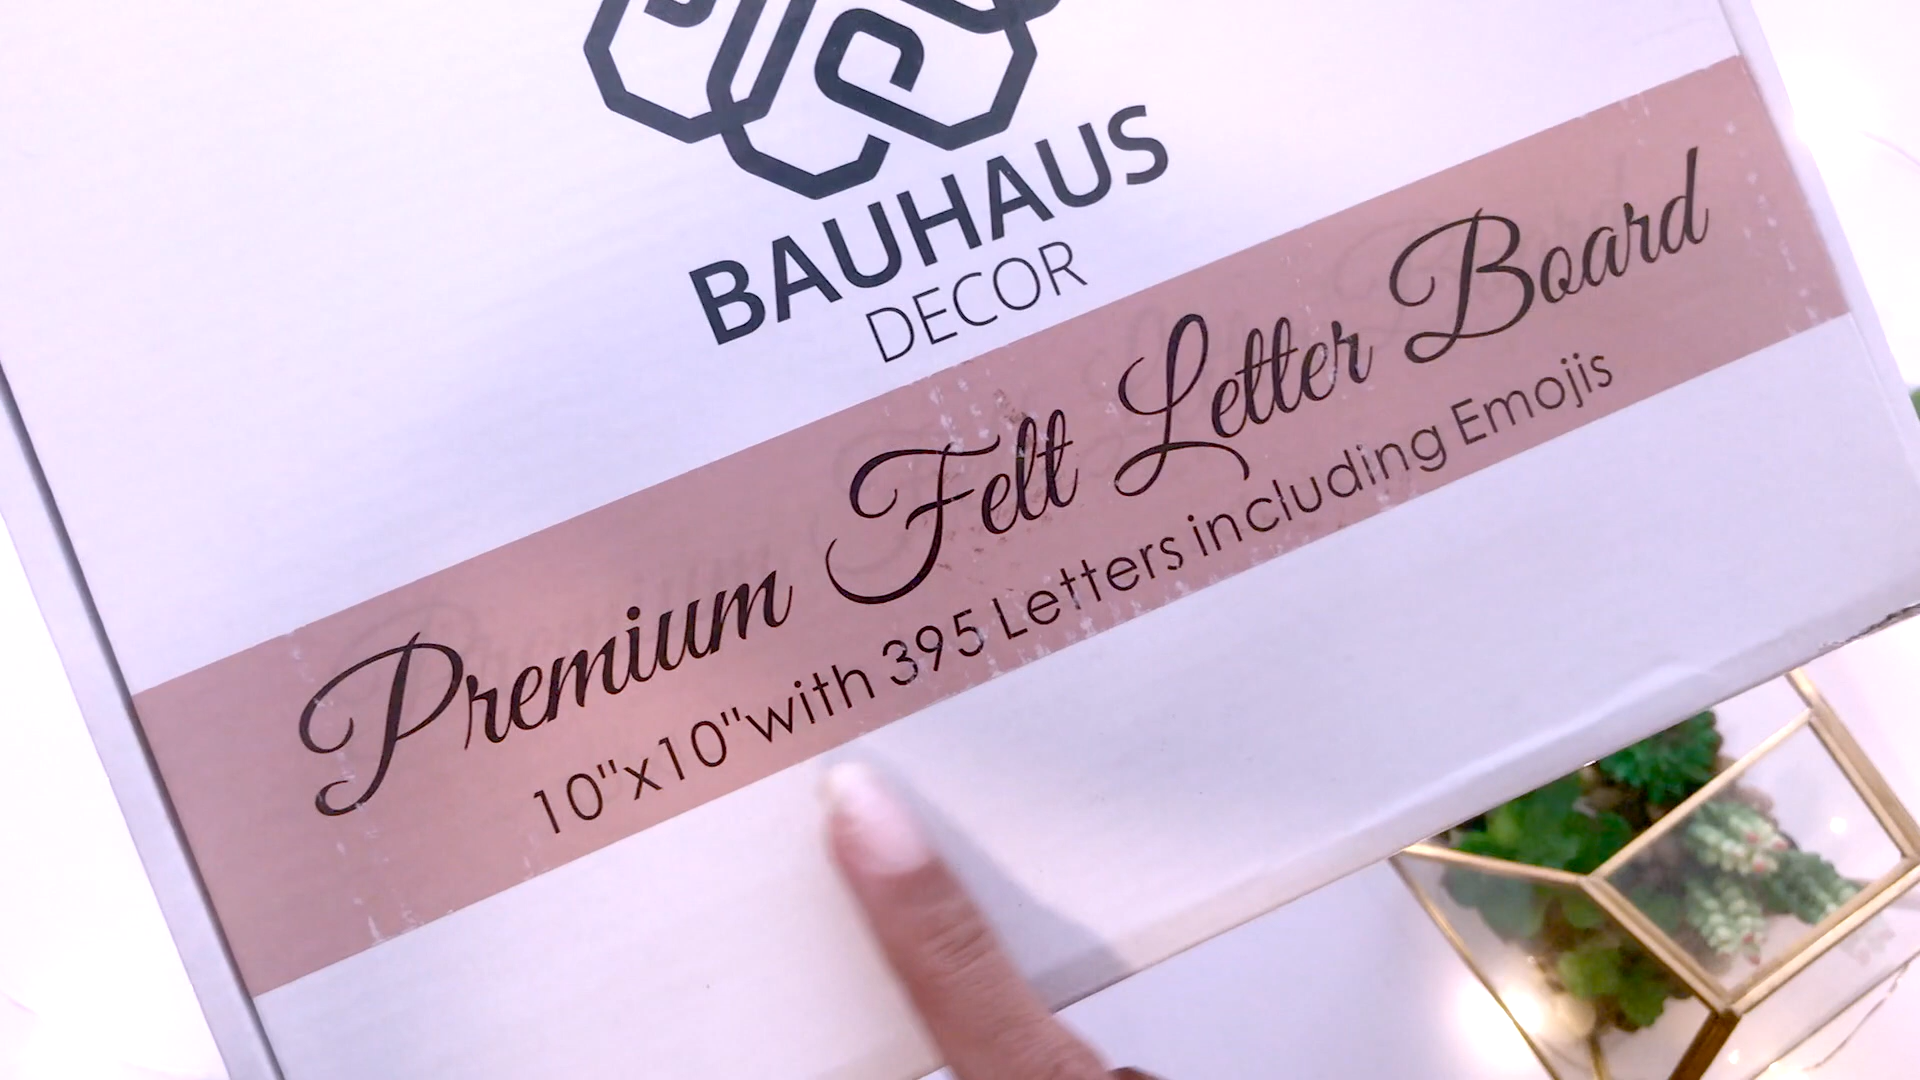 BAUHAUS
DECOR
Premium Felt Letter Board
10"x10"with 395 Letters including Emojis